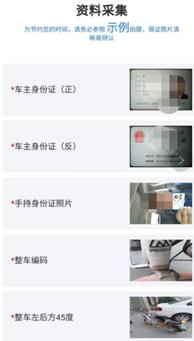 资料采集
为节约您的时间，请务必参照 示例拍摄，保证照片清
晰能辨认
*车主身份证（正）
*车主身份证（反）
*手持身份证照片
*整车编码
*整车左后方45度